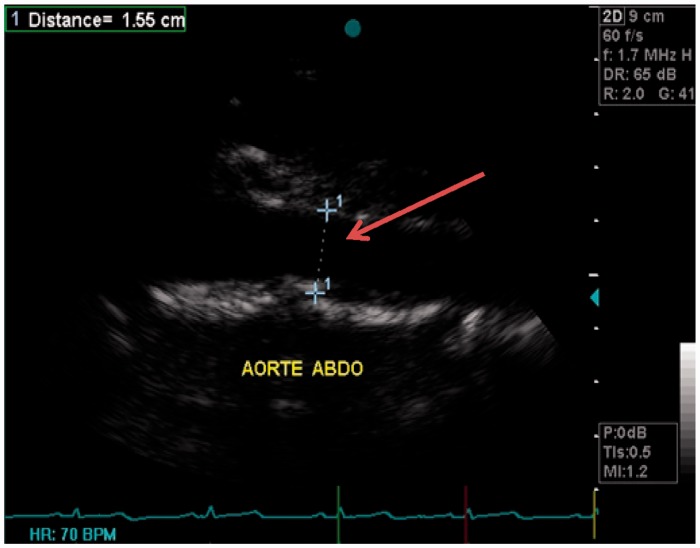 1 Distance= 1.55 cm
2D 9 cm
60 f/s
f: 1.7 MHz H
DR: 65 dB
R: 2.0 G: 41
1
1
AORTE ABDO
P:0dB
TIs:0.5
MI:1.2
HR: 70 BPM